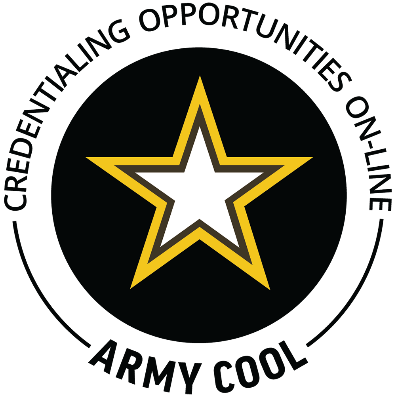 CREDENTIALING OPPORTUNITIES ON-LINE
ARMY COOL